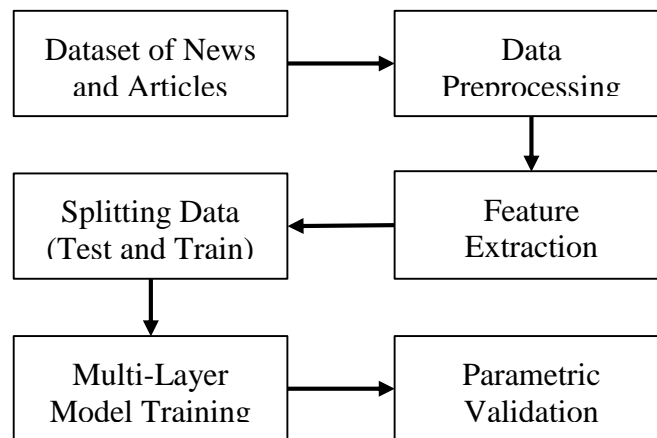 Dataset of News
and Articles
Data
Preprocessing
Splitting Data
(Test and Train)
Feature
Extraction
Multi-Layer
Model Training
Parametric
Validation